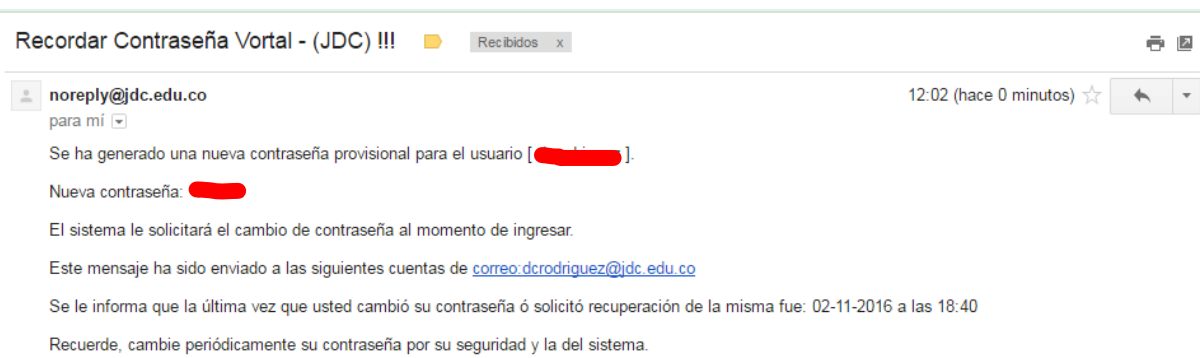 Recordar Contraseña Vortal - (JDC) !!!
Recibidos x
noreply@jdc.edu.co
12:02 (hace 0 minutos)
para mí
Se ha generado una nueva contraseña provisional para el usuario [ ].
Nueva contraseña:
El sistema le solicitará el cambio de contraseña al momento de ingresar.
Este mensaje ha sido enviado a las siguientes cuentas de correo:dcrodriguez@jdc.edu.co
Se le informa que la última vez que usted cambió su contraseña ó solicitó recuperación de la misma fue: 02-11-2016 a las 18:40
Recuerde, cambie periódicamente su contraseña por su seguridad y la del sistema.